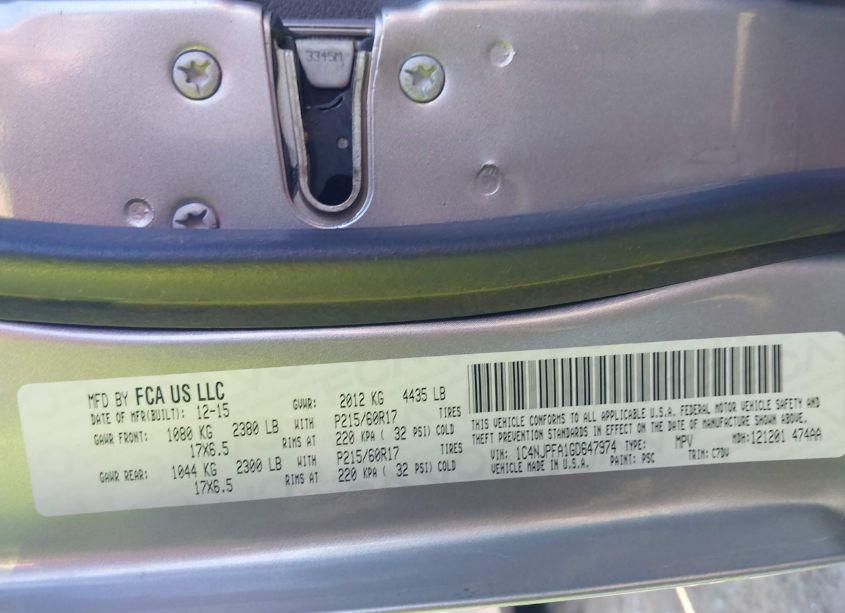 3345M
MFD BY FCA US LLC
DATE OF MFR(BUILT): 12-15
GVWR: 2012 KG 4435 LB
GAWR FRONT: 1080 KG 2380 LB WITH P215/60R17 TIRES
17X6.5 RIMS AT 220 KPA ( 32 PSI) COLD
GAWR REAR: 1044 KG 2300 LB WITH P215/60R17 TIRES
17X6.5 RIMS AT 220 KPA ( 32 PSI) COLD
THIS VEHICLE CONFORMS TO ALL APPLICABLE U.S.A. FEDERAL MOTOR VEHICLE SAFETY AND
THEFT PREVENTION STANDARDS IN EFFECT ON THE DATE OF MANUFACTURE SHOWN ABOVE.
VIN: 1C4NJPFA1GD647974 TYPE: MPV MDH:121201 474AA
VEHICLE MADE IN U.S.A. PAINT: PSC TRIM: C7DV